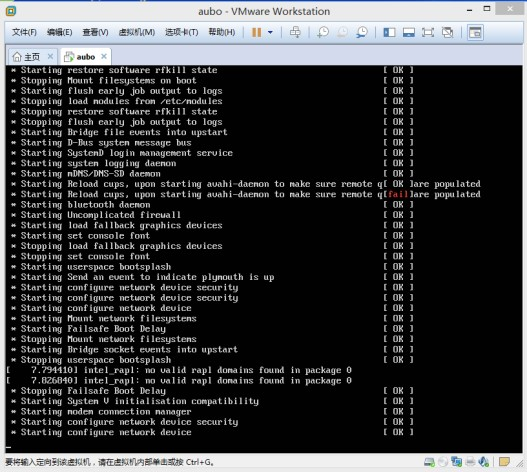 aubo - VMware Workstation
文件(F) 编辑(E) 查看(V) 虚拟机(M) 选项卡(T) 帮助(H)
主页 aubo
* Starting restore software rfkill state [ OK ]
* Stopping Mount filesystems on boot [ OK ]
* Starting flush early job output to logs [ OK ]
* Stopping load modules from /etc/modules [ OK ]
* Stopping restore software rfkill state [ OK ]
* Stopping flush early job output to logs [ OK ]
* Starting Bridge file events into upstart [ OK ]
* Starting D-Bus system message bus [ OK ]
* Starting SystemD login management service [ OK ]
* Starting system logging daemon [ OK ]
* Starting mDNS/DNS-SD daemon [ OK ]
* Starting Reload cups, upon starting avahi-daemon to make sure remote q[ OK ]are populated
* Starting Reload cups, upon starting avahi-daemon to make sure remote q[fail]are populated
* Starting bluetooth daemon [ OK ]
* Starting Uncomplicated firewall [ OK ]
* Starting load fallback graphics devices [ OK ]
* Starting set console font [ OK ]
* Stopping load fallback graphics devices [ OK ]
* Stopping set console font [ OK ]
* Starting userspace bootsplash [ OK ]
* Starting Send an event to indicate plymouth is up [ OK ]
* Starting configure network device security [ OK ]
* Starting configure network device security [ OK ]
* Starting configure network device [ OK ]
* Starting Mount network filesystems [ OK ]
* Starting Failsafe Boot Delay [ OK ]
* Stopping Mount network filesystems [ OK ]
* Starting Bridge socket events into upstart [ OK ]
* Stopping userspace bootsplash [ OK ]
[ 7.794410] intel_rapl: no valid rapl domains found in package 0
[ 7.826840] intel_rapl: no valid rapl domains found in package 0
* Stopping Failsafe Boot Delay [ OK ]
* Starting System V initialisation compatibility [ OK ]
* Starting modem connection manager [ OK ]
* Starting configure network device security [ OK ]
* Starting configure network device [ OK ]
要将输入定向到该虚拟机，请在虚拟机内部单击或按 Ctrl+G。